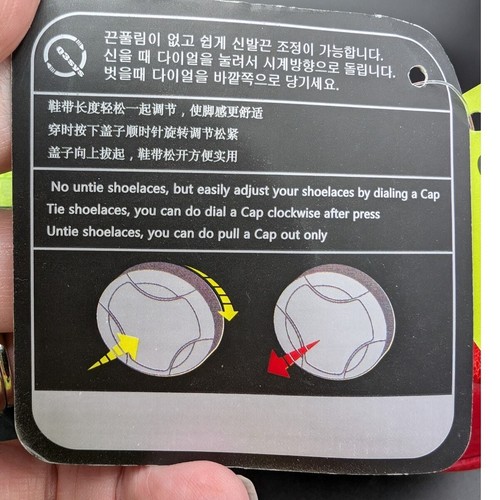 끈풀림이 없고 쉽게 신발끈 조정이 가능합니다.
신을 때 다이얼을 눌러서 시계방향으로 돌립니다.
벗을때 다이얼을 바깥쪽으로 당기세요.
鞋带长度轻松一起调节，使脚感更舒适
穿时按下盖子顺时针旋转调节松紧
盖子向上拔起，鞋带松开方便实用
No untie shoelaces, but easily adjust your shoelaces by dialing a Cap
Tie shoelaces, you can do dial a Cap clockwise after press
Untie shoelaces, you can do pull a Cap out only